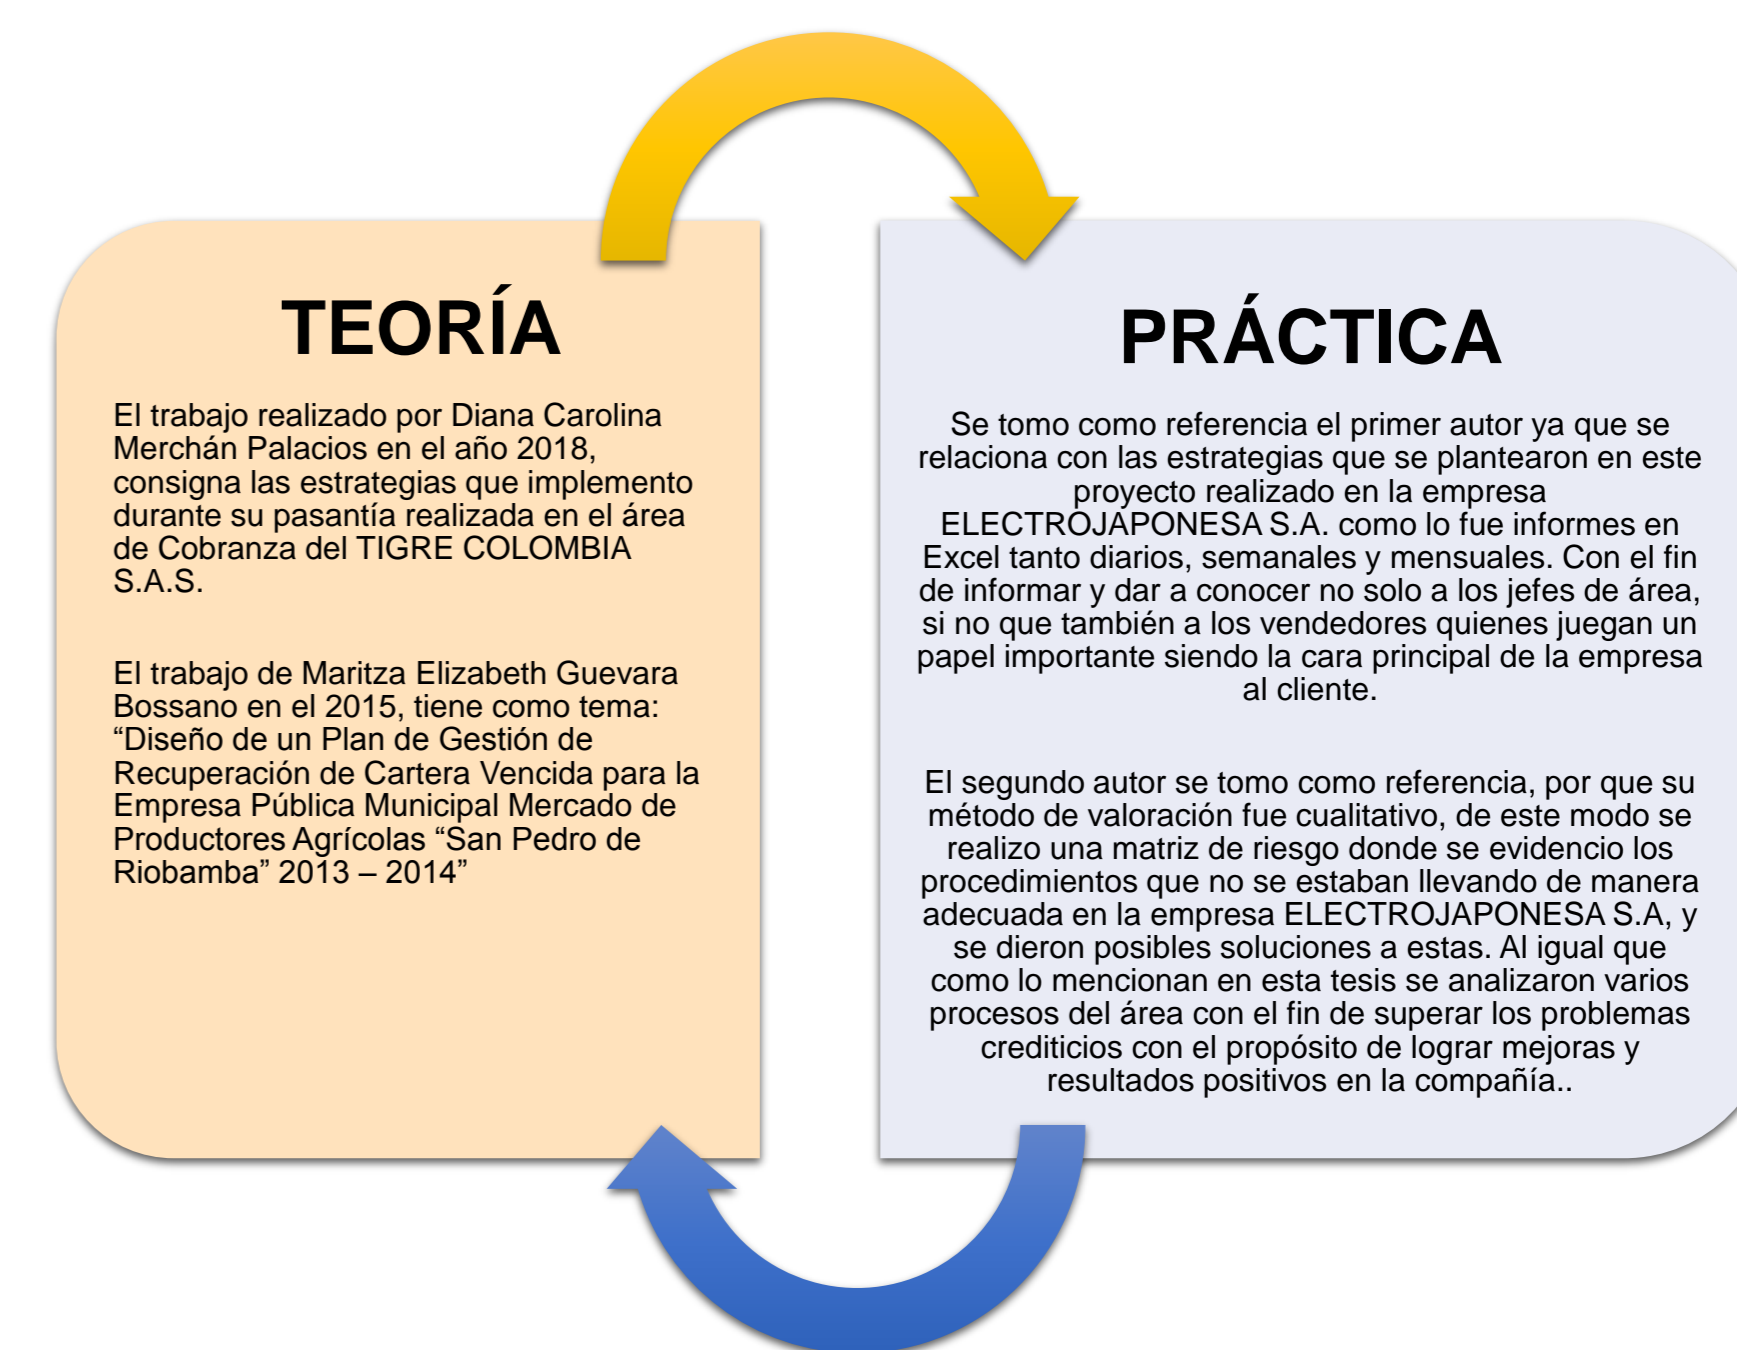 TEORÍA
El trabajo realizado por Diana Carolina
Merchán Palacios en el año 2018,
consigna las estrategias que implemento
durante su pasantía realizada en el área
de Cobranza del TIGRE COLOMBIA
S.A.S.
El trabajo de Maritza Elizabeth Guevara
Bossano en el 2015, tiene como tema:
“Diseño de un Plan de Gestión de
Recuperación de Cartera Vencida para la
Empresa Pública Municipal Mercado de
Productores Agrícolas “San Pedro de
Riobamba” 2013 – 2014”
PRÁCTICA
Se tomo como referencia el primer autor ya que se
relaciona con las estrategias que se plantearon en este
proyecto realizado en la empresa
ELECTROJAPONESA S.A. como lo fue informes en
Excel tanto diarios, semanales y mensuales. Con el fin
de informar y dar a conocer no solo a los jefes de área,
si no que también a los vendedores quienes juegan un
papel importante siendo la cara principal de la empresa
al cliente.
El segundo autor se tomo como referencia, por que su
método de valoración fue cualitativo, de este modo se
realizo una matriz de riesgo donde se evidencio los
procedimientos que no se estaban llevando de manera
adecuada en la empresa ELECTROJAPONESA S.A, y
se dieron posibles soluciones a estas. Al igual que
como lo mencionan en esta tesis se analizaron varios
procesos del área con el fin de superar los problemas
crediticios con el propósito de lograr mejoras y
resultados positivos en la compañía..